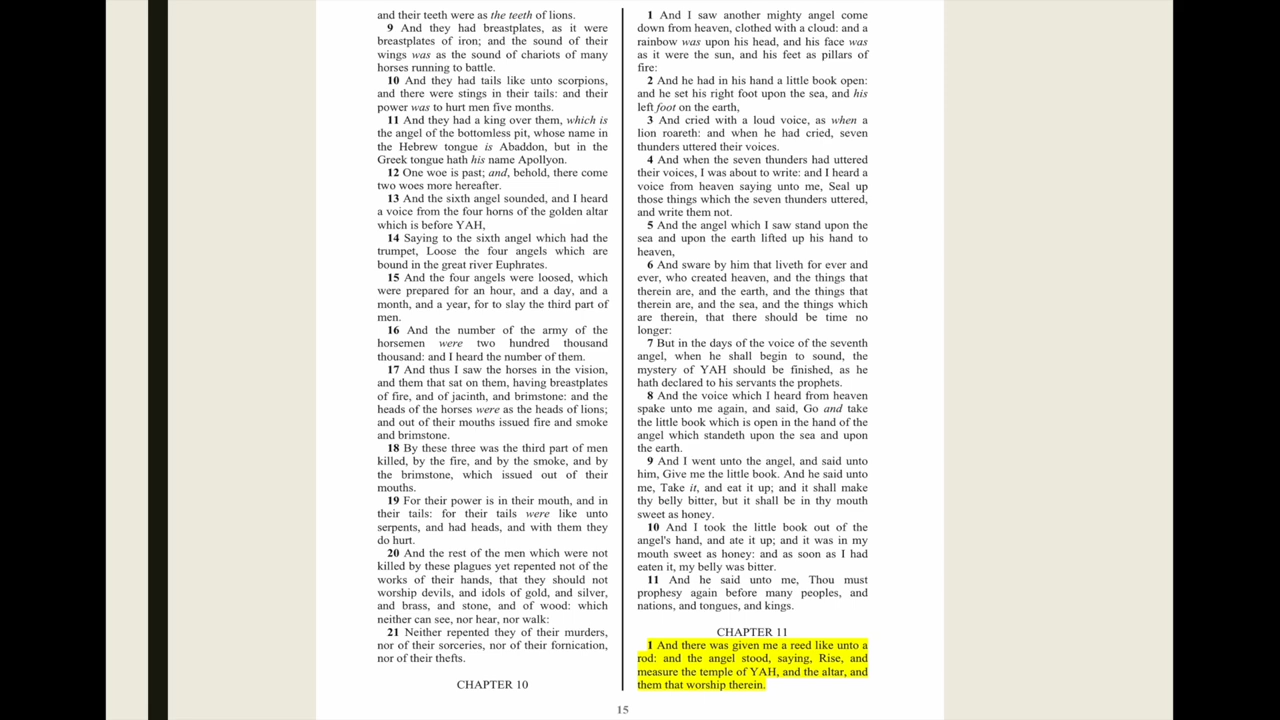 and their teeth were as the teeth of lions.
9 And they had breastplates, as it were
breastplates of iron; and the sound of their
wings was as the sound of chariots of many
horses running to battle.
10 And they had tails like unto scorpions,
and there were stings in their tails: and their
power was to hurt men five months.
11 And they had a king over them, which is
the angel of the bottomless pit, whose name in
the Hebrew tongue is Abaddon, but in the
Greek tongue hath his name Apollyon.
12 One woe is past; and, behold, there come
two woes more hereafter.
13 And the sixth angel sounded, and I heard
a voice from the four horns of the golden altar
which is before YAH,
14 Saying to the sixth angel which had the
trumpet, Loose the four angels which are
bound in the great river Euphrates.
15 And the four angels were loosed, which
were prepared for an hour, and a day, and a
month, and a year, for to slay the third part of
men.
16 And the number of the army of the
horsemen were two hundred thousand
thousand: and I heard the number of them.
17 And thus I saw the horses in the vision,
and them that sat on them, having breastplates
of fire, and of jacinth, and brimstone: and the
heads of the horses were as the heads of lions;
and out of their mouths issued fire and smoke
and brimstone.
18 By these three was the third part of men
killed, by the fire, and by the smoke, and by
the brimstone, which issued out of their
mouths.
19 For their power is in their mouth, and in
their tails: for their tails were like unto
serpents, and had heads, and with them they
do hurt.
20 And the rest of the men which were not
killed by these plagues yet repented not of the
works of their hands, that they should not
worship devils, and idols of gold, and silver,
and brass, and stone, and of wood: which
neither can see, nor hear, nor walk:
21 Neither repented they of their murders,
nor of their sorceries, nor of their fornication,
nor of their thefts.
CHAPTER 10
1 And I saw another mighty angel come
down from heaven, clothed with a cloud: and a
rainbow was upon his head, and his face was
as it were the sun, and his feet as pillars of
fire:
2 And he had in his hand a little book open:
and he set his right foot upon the sea, and his
left foot on the earth,
3 And cried with a loud voice, as when a
lion roareth: and when he had cried, seven
thunders uttered their voices.
4 And when the seven thunders had uttered
their voices, I was about to write: and I heard a
voice from heaven saying unto me, Seal up
those things which the seven thunders uttered,
and write them not.
5 And the angel which I saw stand upon the
sea and upon the earth lifted up his hand to
heaven,
6 And sware by him that liveth for ever and
ever, who created heaven, and the things that
therein are, and the earth, and the things that
therein are, and the sea, and the things which
are therein, that there should be time no
longer:
7 But in the days of the voice of the seventh
angel, when he shall begin to sound, the
mystery of YAH should be finished, as he
hath declared to his servants the prophets.
8 And the voice which I heard from heaven
spake unto me again, and said, Go and take
the little book which is open in the hand of the
angel which standeth upon the sea and upon
the earth.
9 And I went unto the angel, and said unto
him, Give me the little book. And he said unto
me, Take it, and eat it up; and it shall make
thy belly bitter, but it shall be in thy mouth
sweet as honey.
10 And I took the little book out of the
angel's hand, and ate it up; and it was in my
mouth sweet as honey: and as soon as I had
eaten it, my belly was bitter.
11 And he said unto me, Thou must
prophesy again before many peoples, and
nations, and tongues, and kings.
CHAPTER 11
1 And there was given me a reed like unto a
rod: and the angel stood, saying, Rise, and
measure the temple of YAH, and the altar, and
them that worship therein.
15